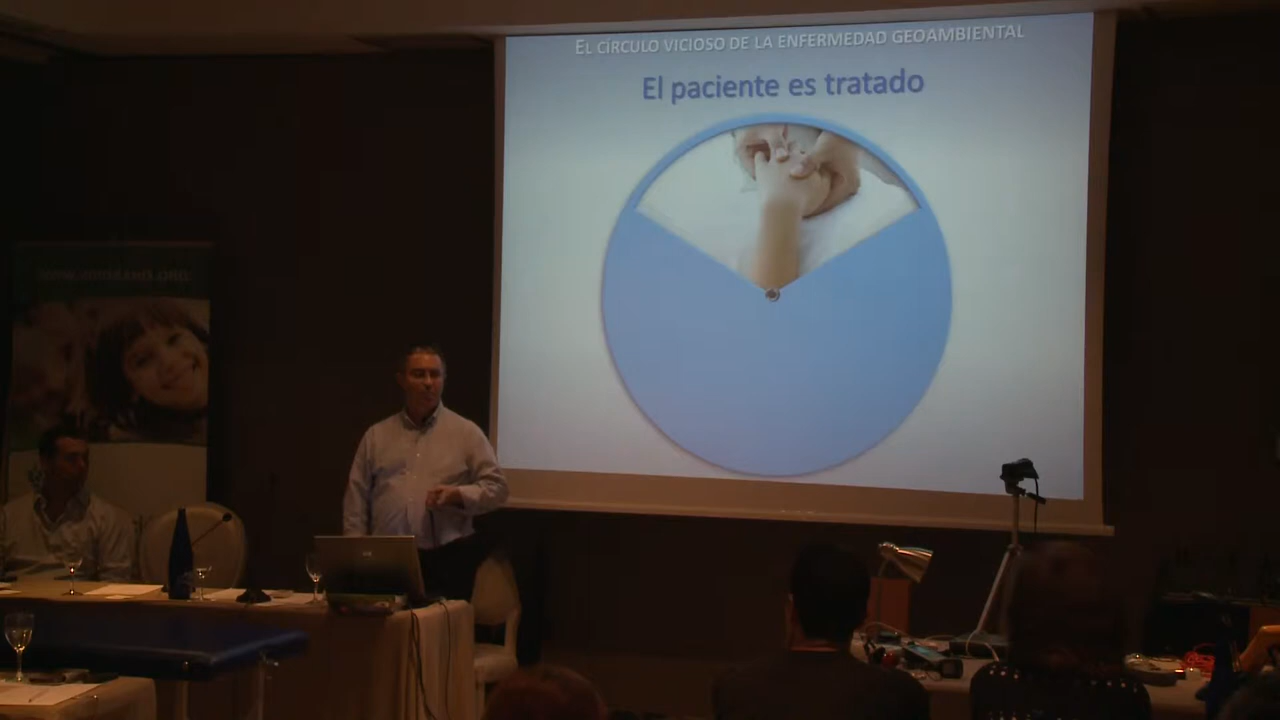 EL CÍRCULO VICIOSO DE LA ENFERMEDAD GEOAMBIENTAL
El paciente es tratado